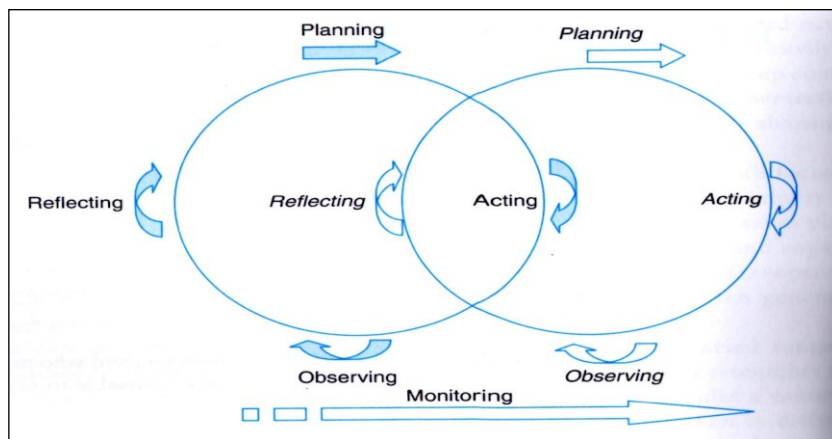 Planning
Planning
Reflecting
Reflecting
Acting
Acting
Observing
Observing
Monitoring